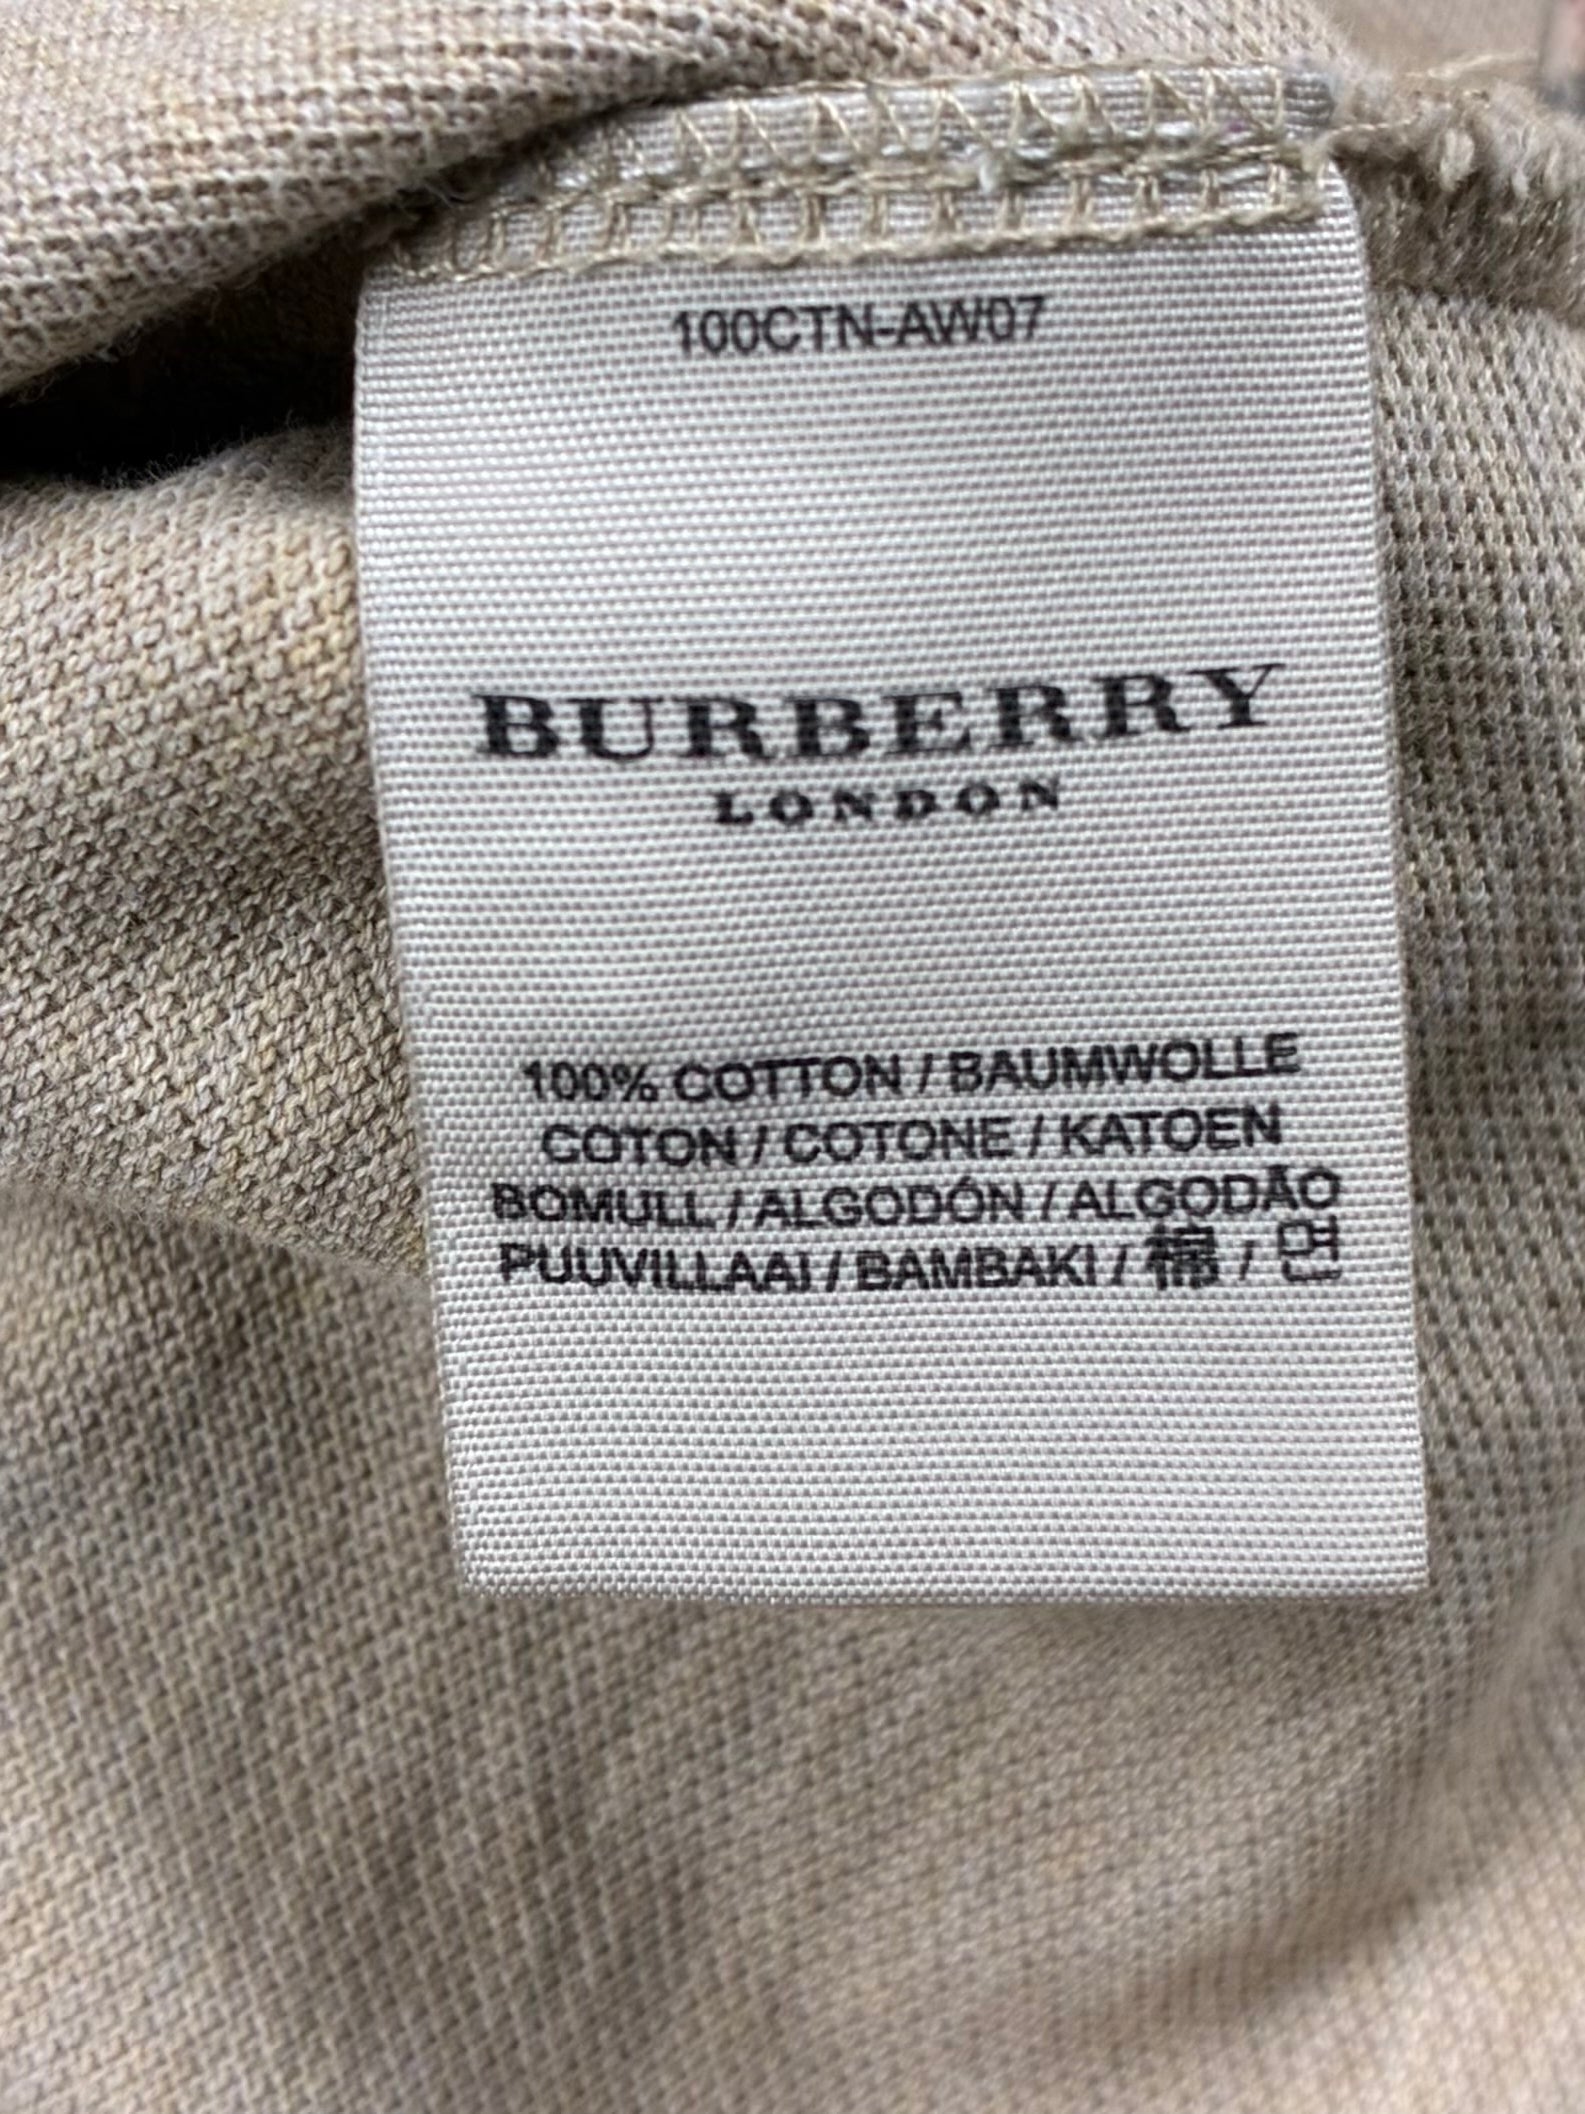 100CTN-AW07
BURBERRY
LONDON
100% COTTON / BAUMWOLLE
COTON / COTONE / KATOEN
BOMULL / ALGODÓN / ALGODÃO
PUUVILLAAI / BAMBAKI / 棉 / 면